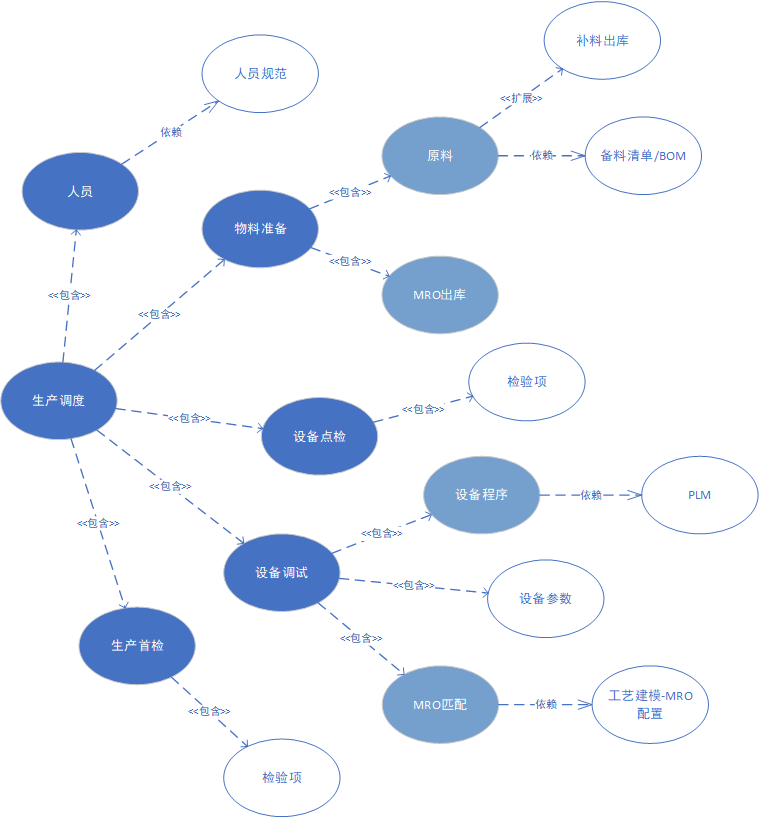 补料出库
人员规范
<<扩展>>
依赖
原料
依赖
备料清单/BOM
人员
<<包含>>
物料准备
<<包含>>
<<包含>>
MRO出库
<<包含>>
检验项
生产调度
<<包含>>
<<包含>>
设备点检
<<包含>>
设备程序
依赖
PLM
<<包含>>
<<包含>>
设备调试
<<包含>>
设备参数
<<包含>>
生产首检
<<包含>>
MRO匹配
依赖
工艺建模-MRO
配置
<<包含>>
检验项